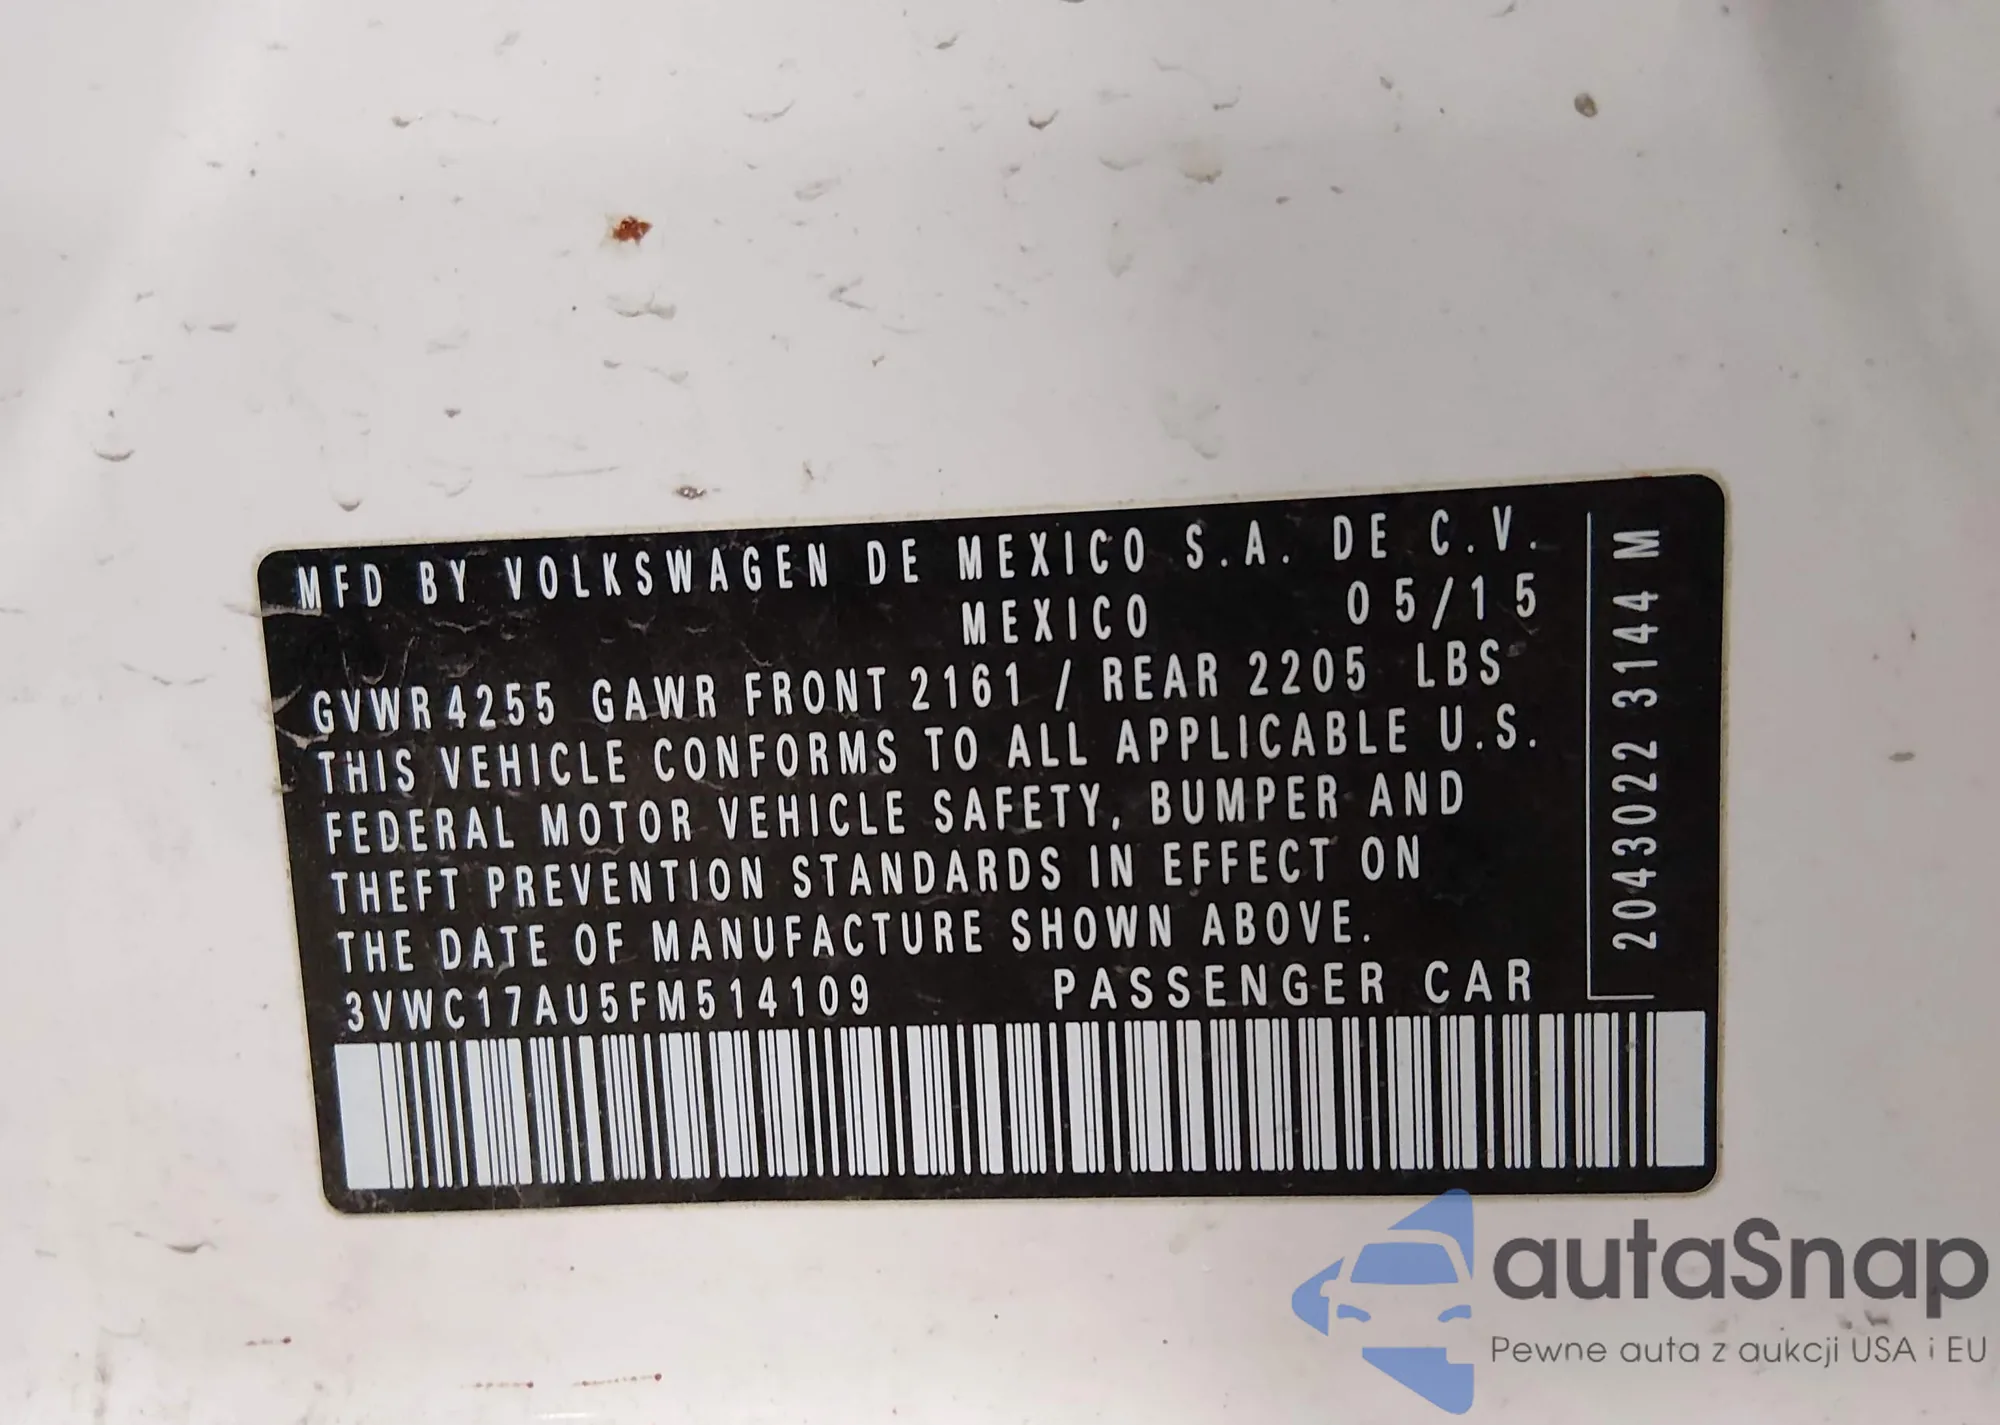 MFD BY VOLKSWAGEN DE MEXICO S.A. DE C.V.
MEXICO 05/15
GVWR 4255 GAWR FRONT 2161 / REAR 2205 LBS
THIS VEHICLE CONFORMS TO ALL APPLICABLE U.S.
FEDERAL MOTOR VEHICLE SAFETY, BUMPER AND
THEFT PREVENTION STANDARDS IN EFFECT ON
THE DATE OF MANUFACTURE SHOWN ABOVE.
3VWC17AU5FM514109 PASSENGER CAR
2043022 3144 M
autaSnap
Pewne auta z aukcji USA i EU